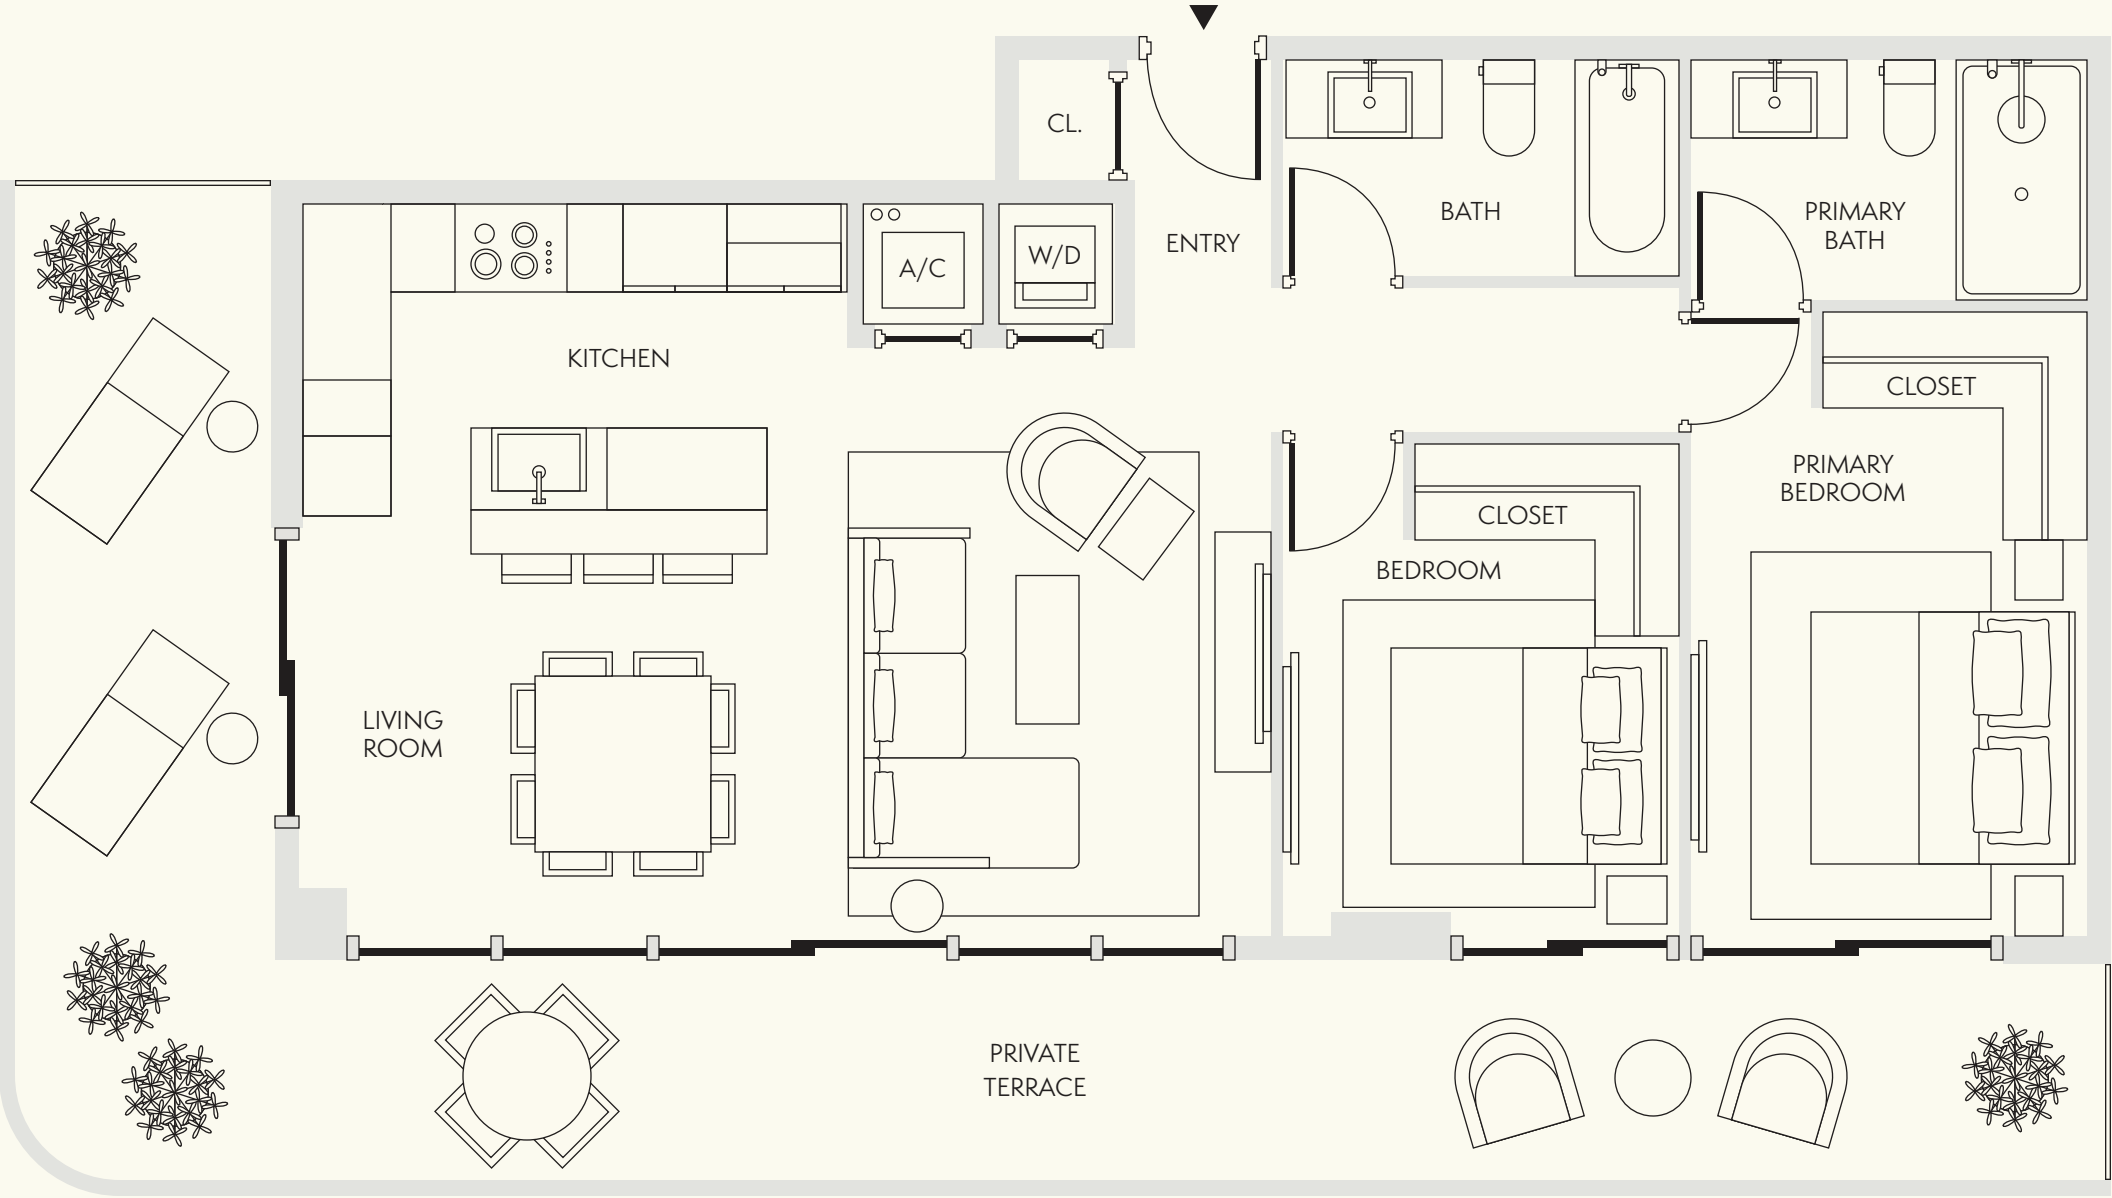 CL.
BATH
PRIMARY
BATH
ENTRY
A/C
W/D
KITCHEN
CLOSET
PRIMARY
BEDROOM
CLOSET
BEDROOM
LIVING
ROOM
PRIVATE
TERRACE